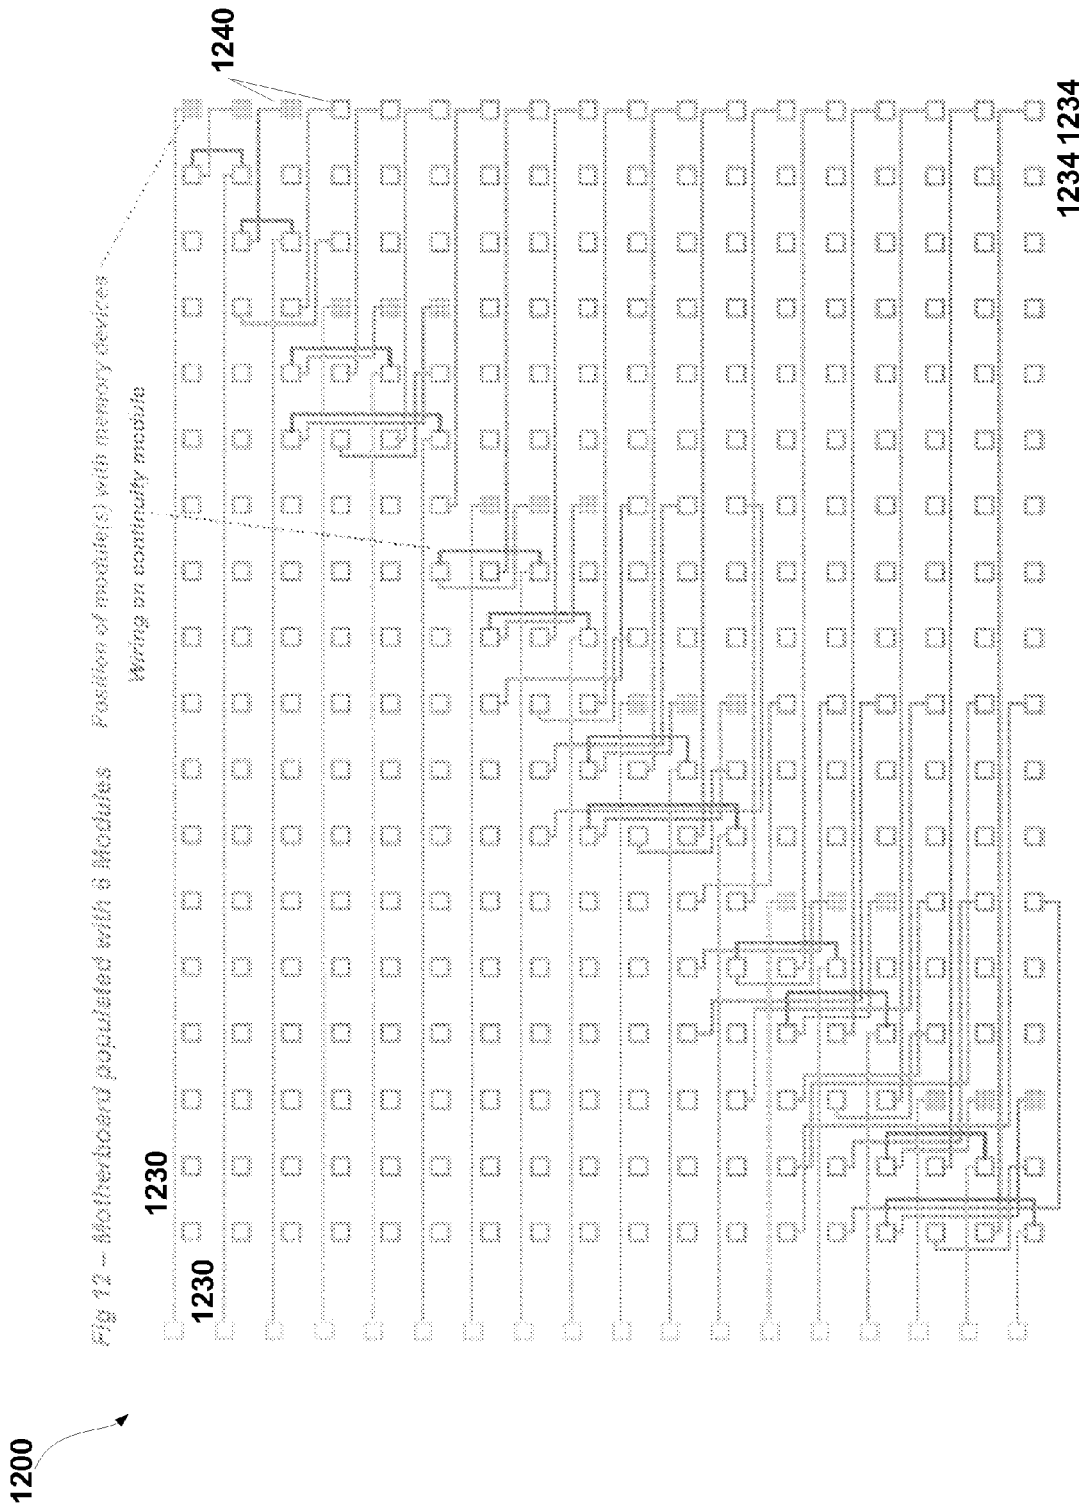 1200
Fig 12 – Motherboard populated with 6 Modules
Position of module(s) with memory devices
Wiring on continuity module
1230
1230
1240
1234
1234